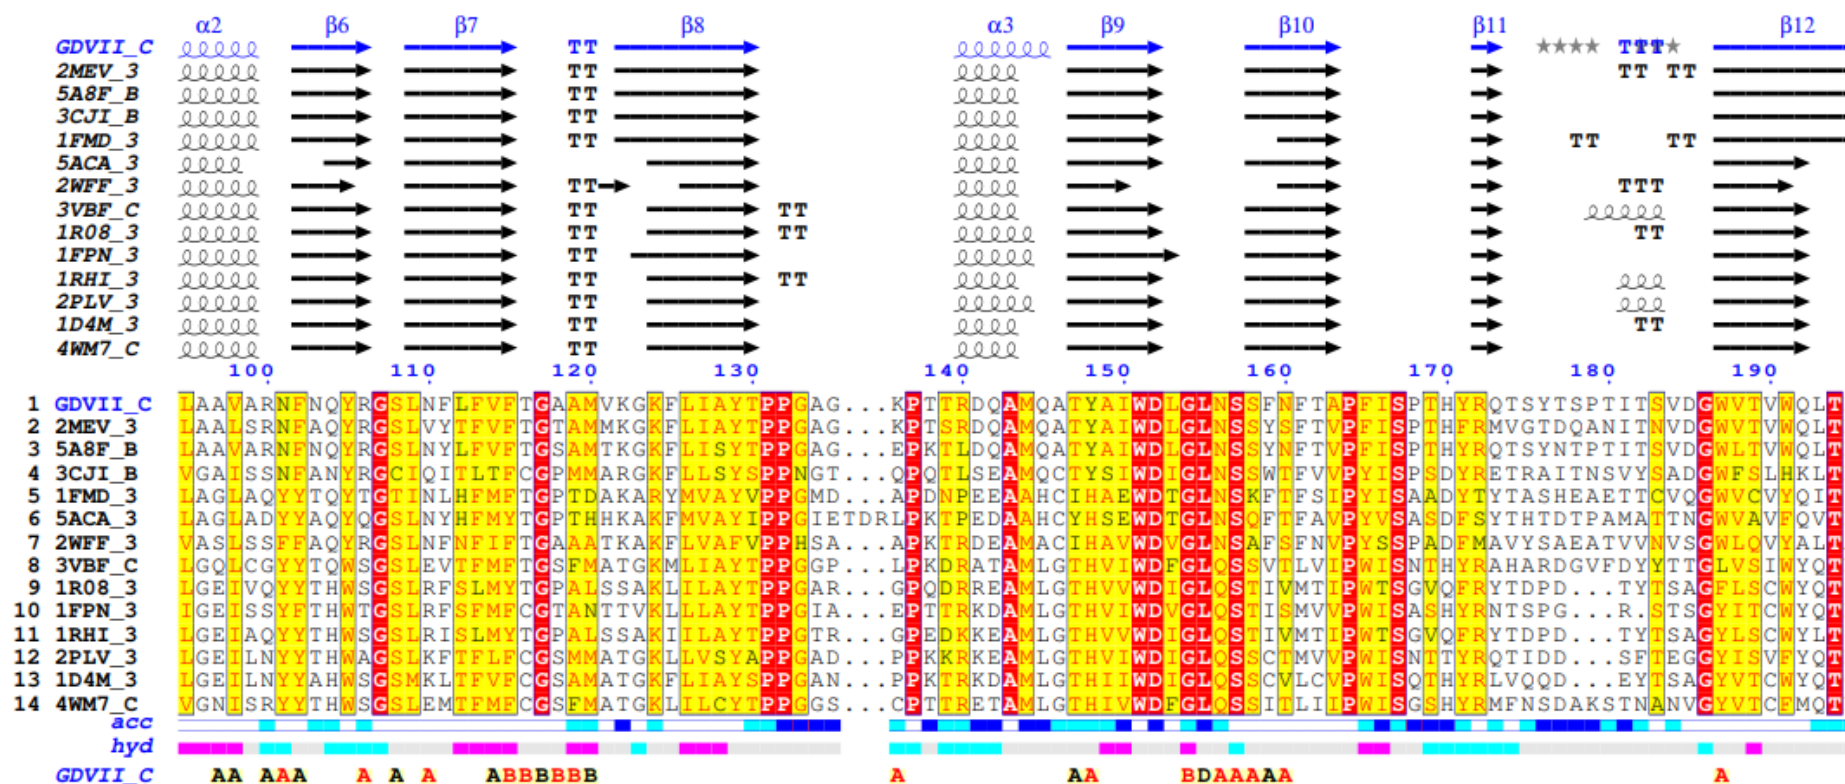 α2 β6 β7 β8 α3 β9 β10 β11 β12
GDVII_C TT ★★★★ TTT★
2MEV_3 TT TT TT
5A8F_B TT
3CJI_B TT
1FMD_3 TT TT TT
5ACA_3
2WFF_3 TT TTT
3VBF_C TT TT
1R08_3 TT TT TT
1FPN_3 TT
1RHI_3 TT TT
2PLV_3 TT
1D4M_3 TT TT
4WM7_C TT
100 110 120 130 140 150 160 170 180 190
1 GDVII_C LAAVARNFNQYRGSLNFLFVFTGAAMVKGKFLIAYTPPGAG...KPTTRDQAMQATYAIWDLGLNSSFNFTAPFISPTHYRQTSYTSPTITSVDGWVTVWQLT
2 2MEV_3 LAALSRNFAQYRGSLVYTFVFTGTAMMKGKFLIAYTPPGAG...KPTSRDQAMQATYAIWDLGLNSSYSFTVPFISPTHFRMVGTDQANITNVDGWVTVWQLT
3 5A8F_B LAAVARNFNQYRGSLNYLFVFTGSAMTKGKFLISYTPPGAG...EPKTLDQAMQATYAIWDLGLNSSYNFTVPFISPTHYRQTSYNTPTITSVDGWLTVWQLT
4 3CJI_B VGAISSNFANYRGCIQITLTFCGPMMARGKFLLSYSPPNGT...QPQTLSEAMQCTYSIWDIGLNSSWTFVVPYISPSDYRETRAITNSVYSADGWFSLHKLT
5 1FMD_3 LAGLAQYYTQYTGTINLHFMFTGPTDAKARYMVAYVPPGMD...APDNPEEAAHCIHAEWDTGLNSKFTFSIPYISAADYTYTASHEAETTCVQGWVCVYQIT
6 5ACA_3 LAGLADYYAQYQGSLNYHFMYTGPTHHKAKFMVAYIPPGIETDRLPKTPEDAAHCYHSEWDTGLNSQFTFAVPYVSASDFSYTHTDTPAMATTNGWVAVFQVT
7 2WFF_3 VASLSSFFAQYRGSLNFNFIFTGAAATKAKFLVAFVPPHSA...APKTRDEAMACIHAVWDVGLNSAFSFNVPYSSPADFMAVYSAEATVVNVSGWLQVYALT
8 3VBF_C LGQLCGYYTQWSGSLEVTFMFTGSFMATGKMLIAYTPPGGP...LPKDRATAMLGTHVIWDFGLQSSVTLVIPWISNTHYRAHARDGVFDYYTTGLVSIWYQT
9 1R08_3 LGEIVQYYTHWSGSLRFSLMYTGPALSSAKLILAYTPPGAR...GPQDRREAMLGTHVVWDIGLQSTIVMTIPWTSGVQFRYTDPD...TYTSAGFLSCWYQT
10 1FPN_3 IGEISSYFTHWTGSLRFSFMFCGTANTTVKLLLAYTPPGIA...EPTTRKDAMLGTHVIWDVGLQSTISMVVPWISASHYRNTSPG...R.STSGYITCWYQT
11 1RHI_3 LGEIAQYYTHWSGSLRISLMYTGPALSSAKIILAYTPPGTR...GPEDKKEAMLGTHVVWDIGLQSTIVMTIPWTSGVQFRYTDPD...TYTSAGYLSCWYLT
12 2PLV_3 LGEILNYYTHWAGSLKFTFLFCGSMMATGKLLVSYAPPGAD...PPKKRKEAMLGTHVIWDIGLQSSCTMVVPWISNTTYRQTIDD...SFTEGGYISVFYQT
13 1D4M_3 LGEILNYYAHWSGSMKLTFVFCGSAMATGKFLIAYSPPGAN...PPKTRKDAMLGTHIIWDIGLQSSCVLCVPWISQTHYRLVQQD...EYTSAGYVTCWYQT
14 4WM7_C VGNISRYYTHWSGSLEMTFMFCGSFMATGKLILCYTPPGGS...CPTTRETAMLGTHIVWDFGLQSSITLIIPWISGSHYRMFNSDAKSTNANVGYVTCFMQT
acc
hyd
GDVII_C AA AAA A A A ABBBBBB A AA BDAAAAA A